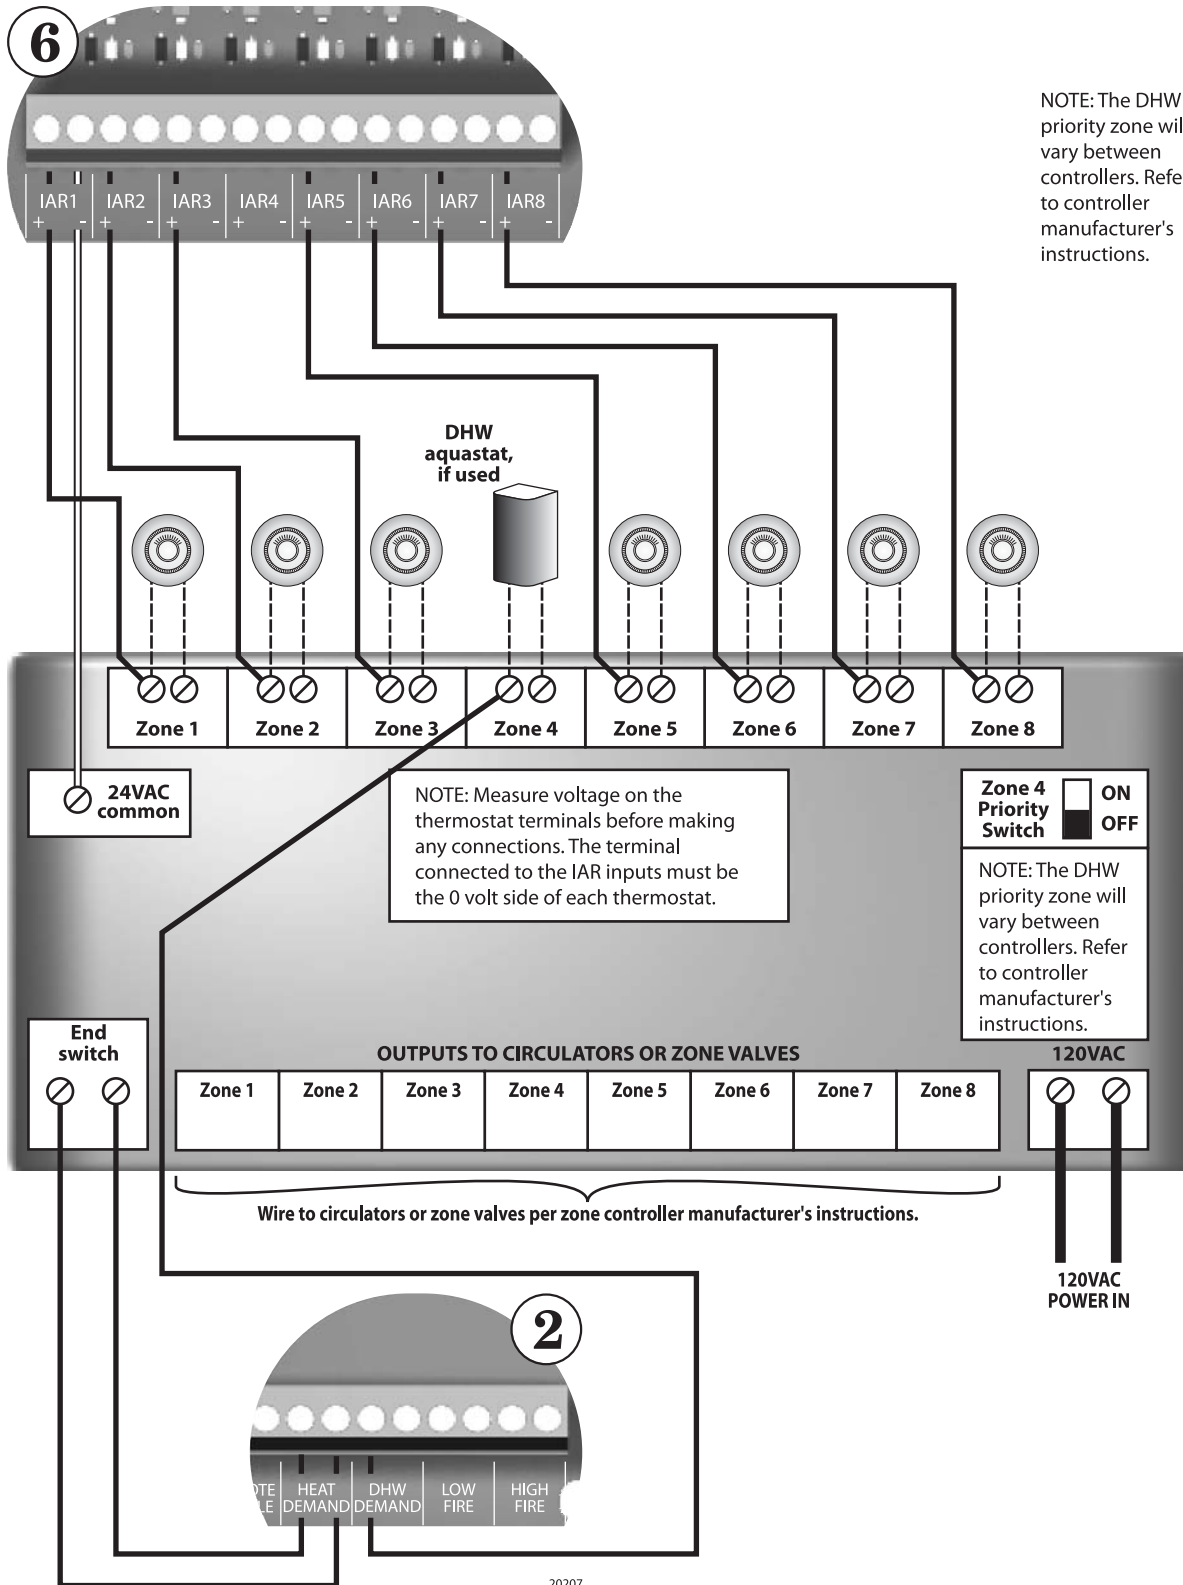 6
NOTE: The DHW
priority zone wil
vary between
controllers. Refe
to controller
manufacturer's
instructions.
IAR1 IAR2 IAR3 IAR4 IAR5 IAR6 IAR7 IAR8
+ - + - + - + - + - + - + - + -
DHW
aquastat,
if used
Zone 1 Zone 2 Zone 3 Zone 4 Zone 5 Zone 6 Zone 7 Zone 8
24VAC
common
NOTE: Measure voltage on the
thermostat terminals before making
any connections. The terminal
connected to the IAR inputs must be
the 0 volt side of each thermostat.
Zone 4
Priority
Switch
ON
OFF
NOTE: The DHW
priority zone will
vary between
controllers. Refer
to controller
manufacturer's
instructions.
End
switch
OUTPUTS TO CIRCULATORS OR ZONE VALVES
120VAC
Zone 1 Zone 2 Zone 3 Zone 4 Zone 5 Zone 6 Zone 7 Zone 8
Wire to circulators or zone valves per zone controller manufacturer's instructions.
120VAC
POWER IN
2
HEAT
DEMAND
DHW
DEMAND
LOW
FIRE
HIGH
FIRE
20207